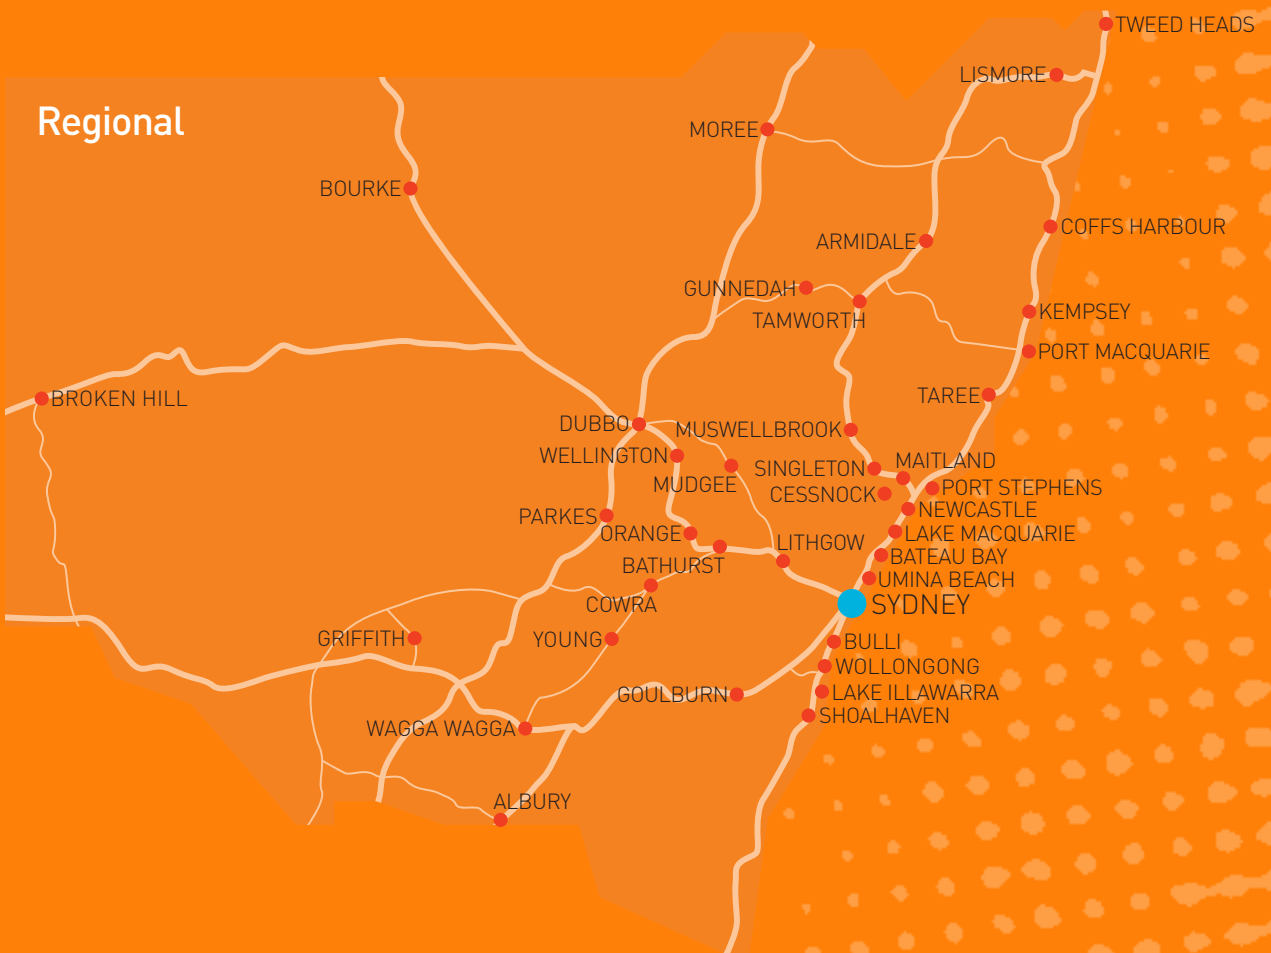 TWEED HEADS
LISMORE
Regional
MOREE
BOURKE
COFFS HARBOUR
ARMIDALE
GUNNEDAH
TAMWORTH
KEMPSEY
PORT MACQUARIE
BROKEN HILL
TAREE
DUBBO
MUSWELLBROOK
WELLINGTON
SINGLETON
MAITLAND
MUDGEE
CESSNOCK
PORT STEPHENS
NEWCASTLE
PARKES
ORANGE
LAKE MACQUARIE
LITHGOW
BATEAU BAY
BATHURST
UMINA BEACH
COWRA
SYDNEY
GRIFFITH
YOUNG
BULLI
WOLLONGONG
GOULBURN
LAKE ILLAWARRA
SHOALHAVEN
WAGGA WAGGA
ALBURY